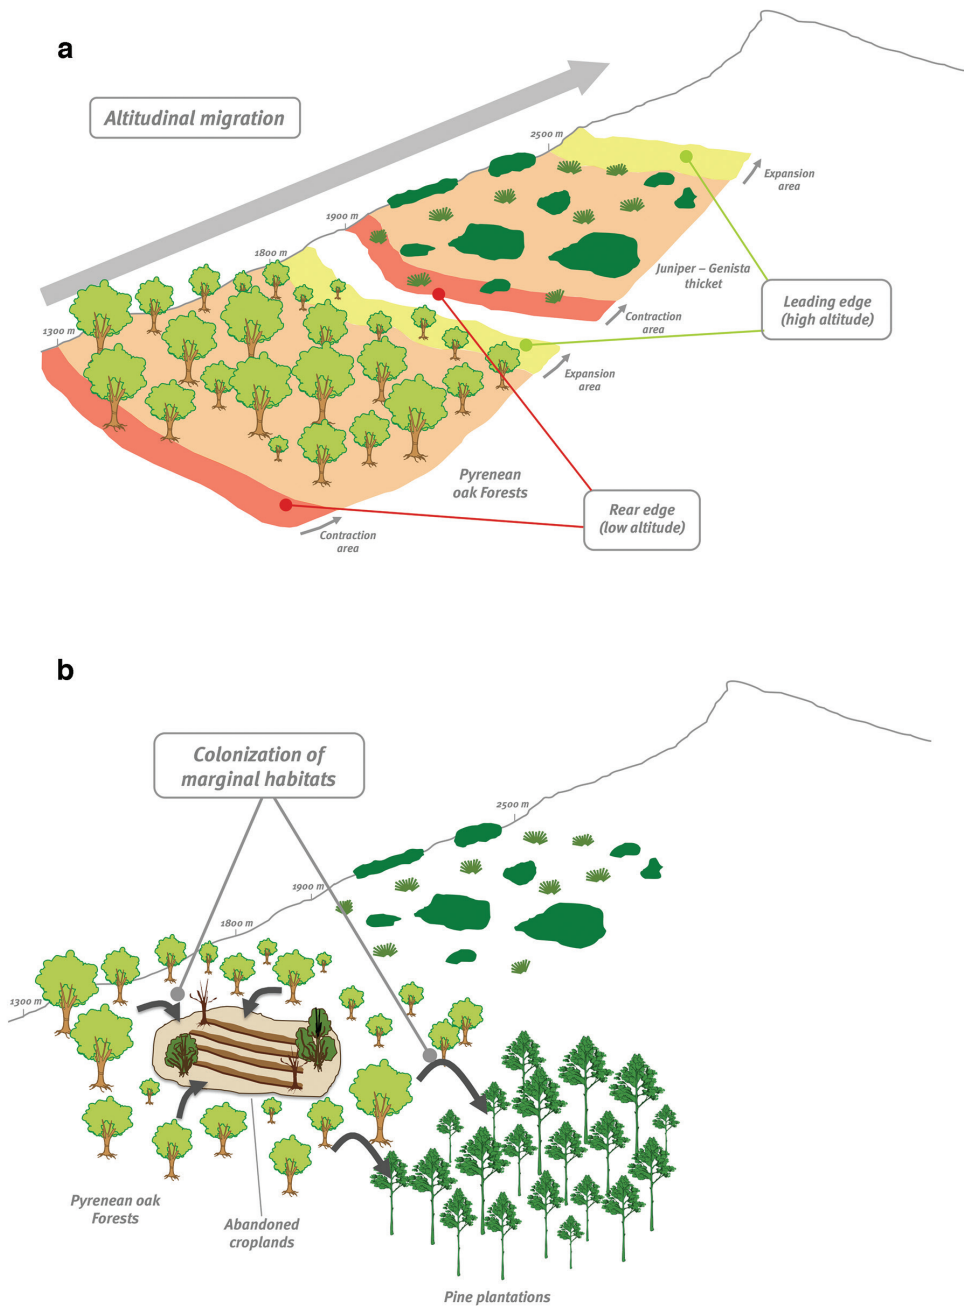 a
Altitudinal migration
2500 m
Expansion
area
1900 m
1800 m
Juniper – Genista
thicket
Leading edge
(high altitude)
Contraction
area
1300 m
Expansion
area
Pyrenean
oak Forests
Rear edge
(low altitude)
Contraction
area
b
Colonization of
marginal habitats
2500 m
1900 m
1800 m
1300 m
Pyrenean oak
Forests
Abandoned
croplands
Pine plantations